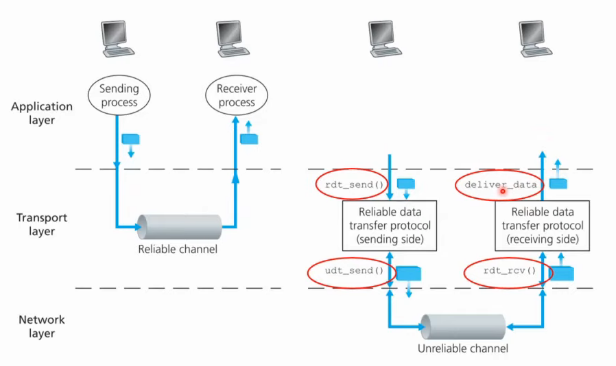 Application
layer
Sending
process
Receiver
process
Transport
layer
Reliable channel
Network
layer
rdt_send()
deliver_data
Reliable data
transfer protocol
(sending side)
Reliable data
transfer protocol
(receiving side)
udt_send()
rdt_rcv()
Unreliable channel